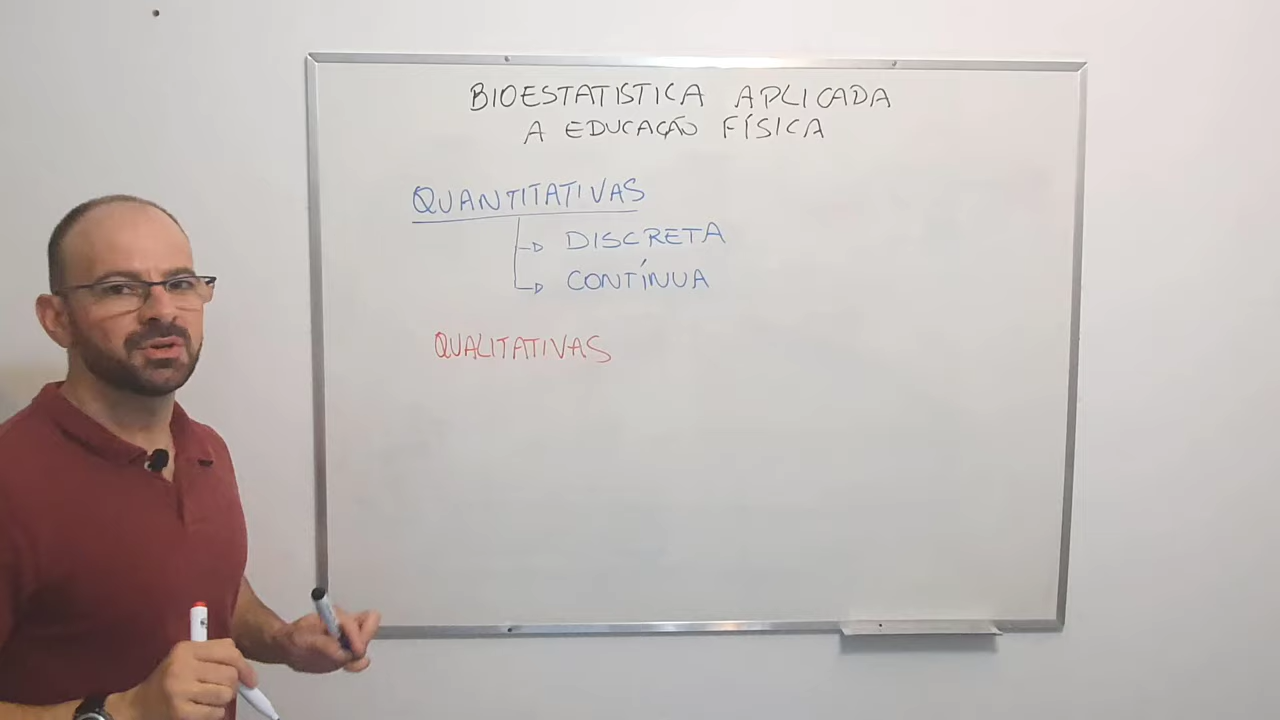 BIOESTATISTICA APLICADA
A EDUCAÇÃO FÍSICA
QUANTITATIVAS
DISCRETA
CONTÍNUA
QUALITATIVAS